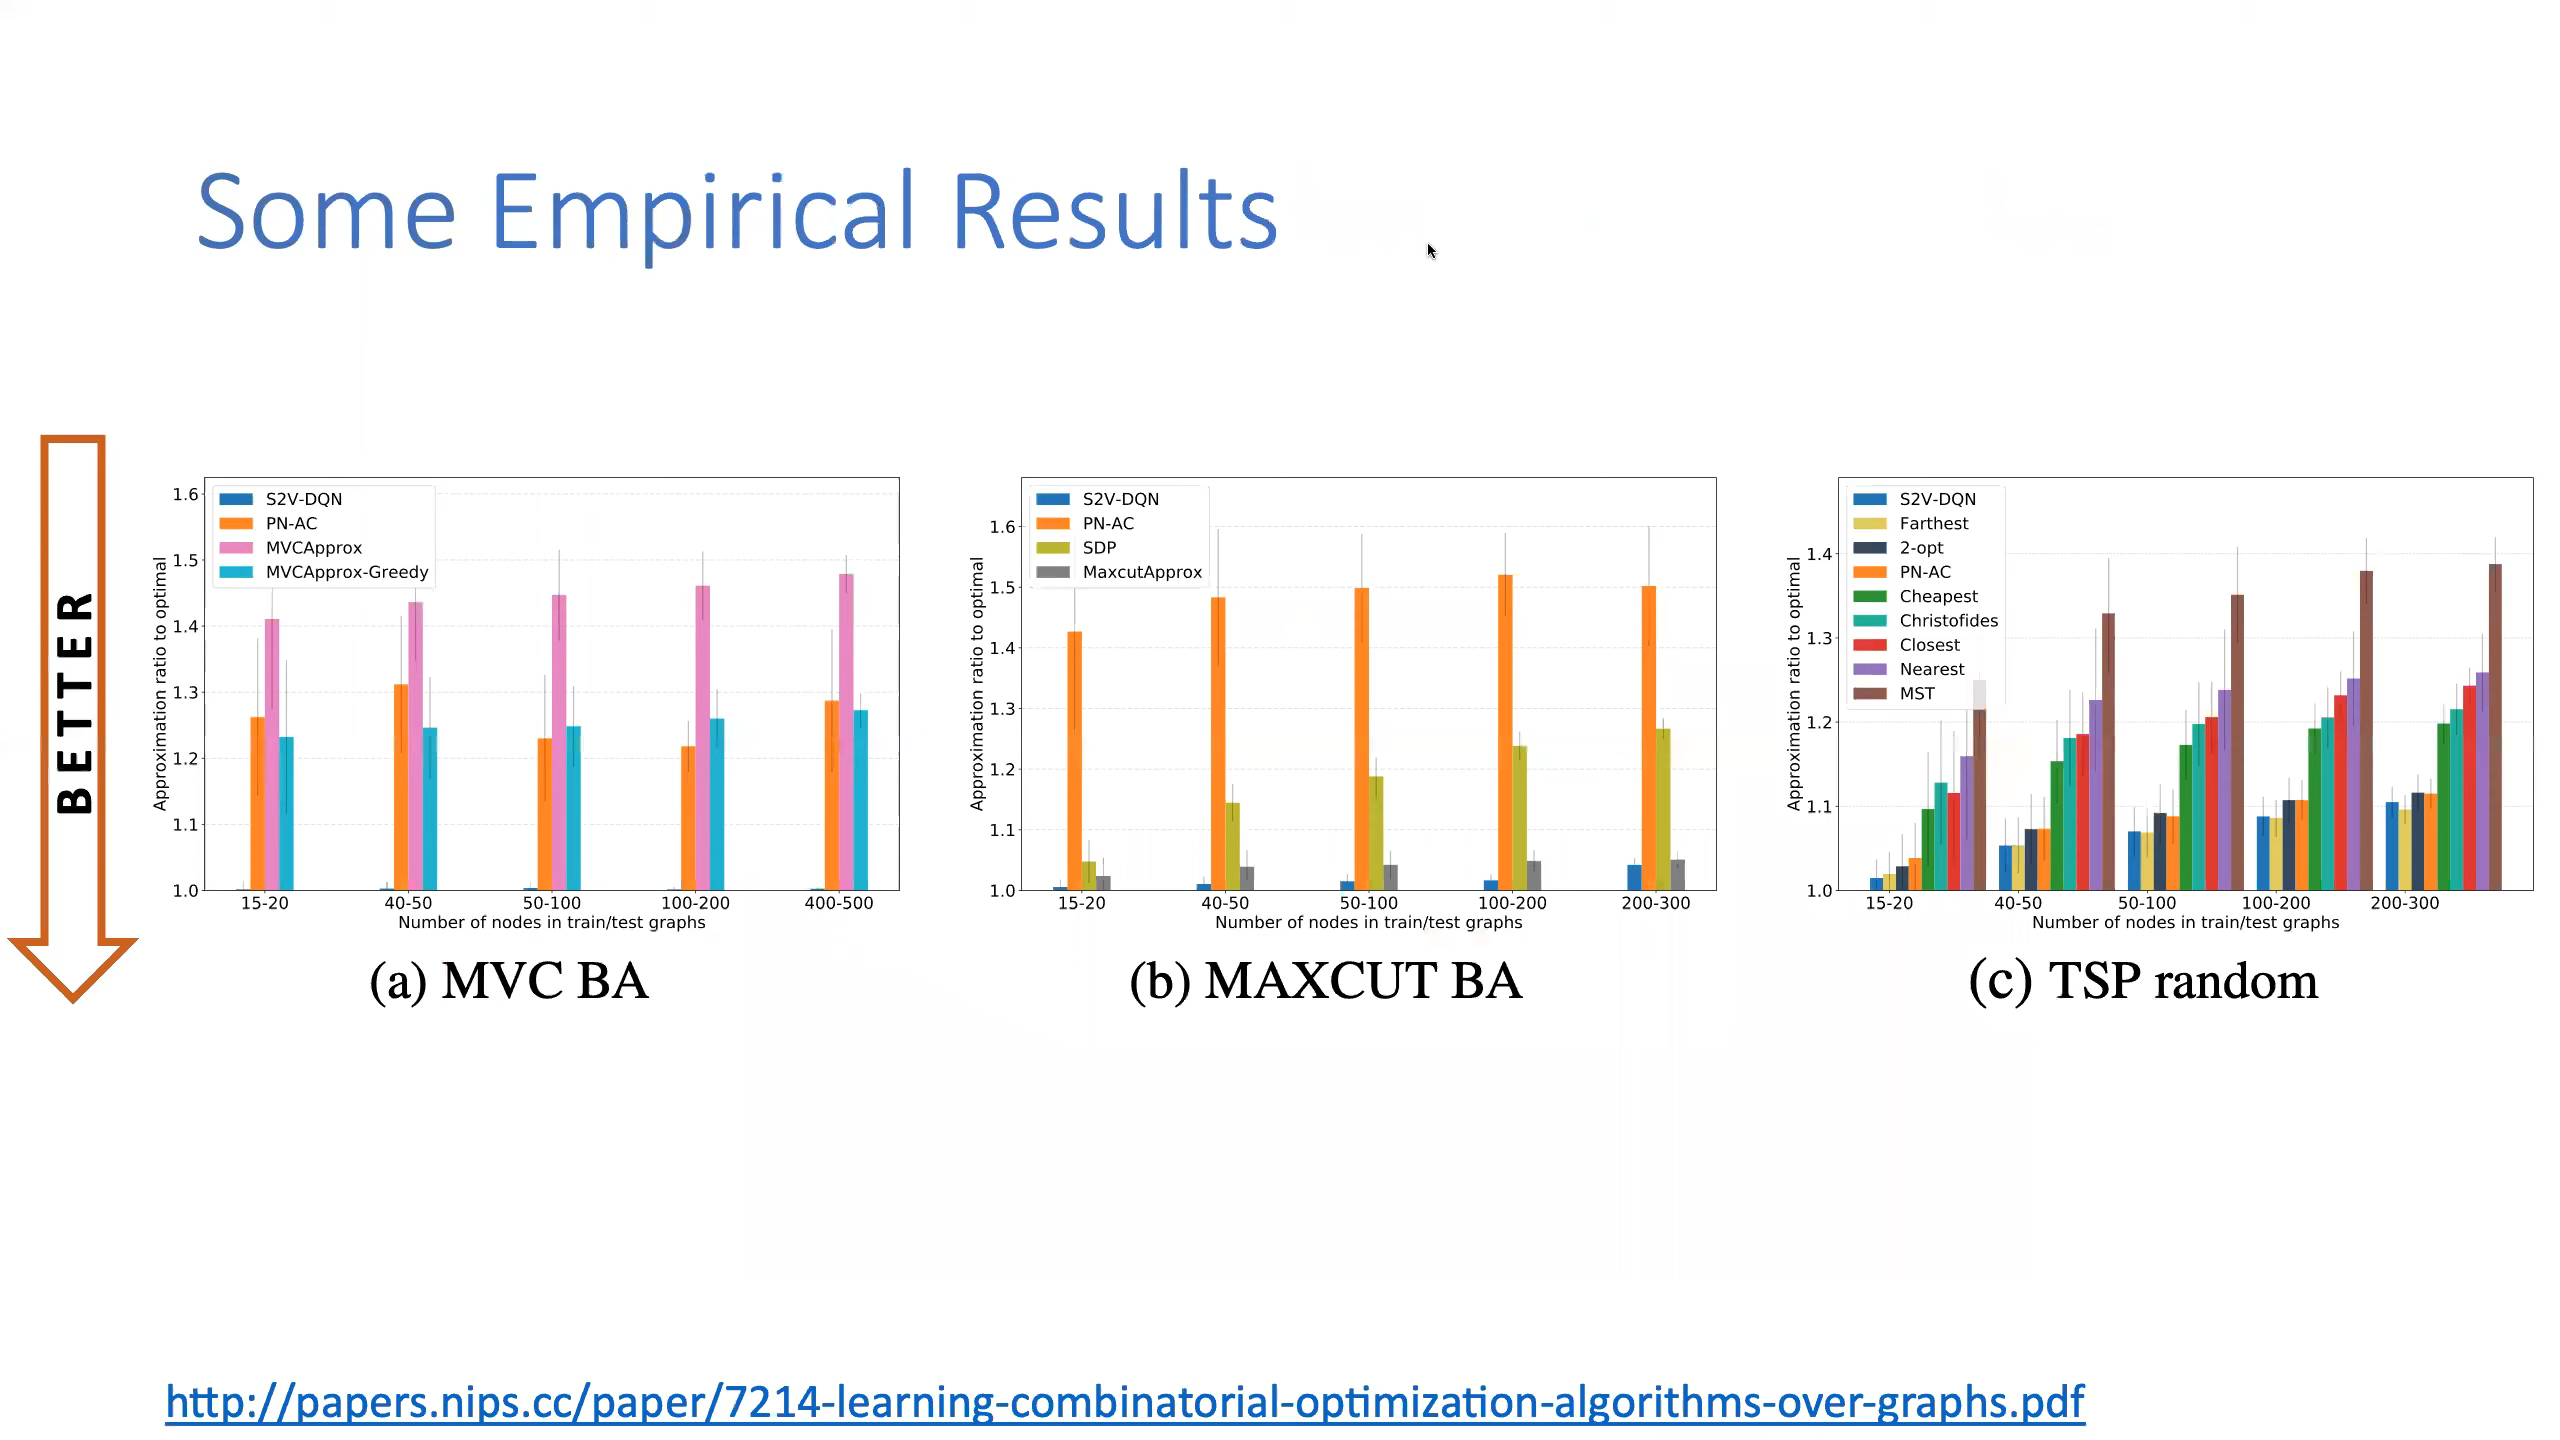 Some Empirical Results
BETTER
1.6
1.5
1.4
1.3
1.2
1.1
1.0
Approximation ratio to optimal
S2V-DQN
PN-AC
MVCApprox
MVCApprox-Greedy
15-20 40-50 50-100 100-200 400-500
Number of nodes in train/test graphs
(a) MVC BA
1.6
1.5
1.4
1.3
1.2
1.1
1.0
Approximation ratio to optimal
S2V-DQN
PN-AC
SDP
MaxcutApprox
15-20 40-50 50-100 100-200 200-300
Number of nodes in train/test graphs
(b) MAXCUT BA
1.4
1.3
1.2
1.1
1.0
Approximation ratio to optimal
S2V-DQN
Farthest
2-opt
PN-AC
Cheapest
Christofides
Closest
Nearest
MST
15-20 40-50 50-100 100-200 200-300
Number of nodes in train/test graphs
(c) TSP random
http://papers.nips.cc/paper/7214-learning-combinatorial-optimization-algorithms-over-graphs.pdf